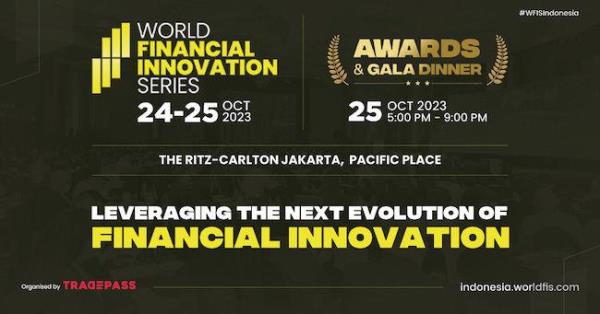 #WFISIndonesia
WORLD
FINANCIAL
INNOVATION
SERIES
24-25 OCT 2023
AWARDS
& GALA DINNER
25 OCT 2023
5:00 PM - 9:00 PM
THE RITZ-CARLTON JAKARTA, PACIFIC PLACE
LEVERAGING THE NEXT EVOLUTION OF
FINANCIAL INNOVATION
Organised by TRADEPASS
indonesia.worldfis.com